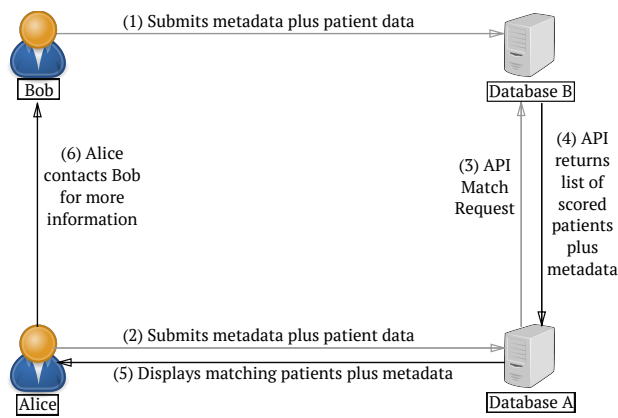 (1) Submits metadata plus patient data
Bob
Database B
(6) Alice
contacts Bob
for more
information
(3) API
Match
Request
(4) API
returns
list of
scored
patients
plus
metadata
(2) Submits metadata plus patient data
(5) Displays matching patients plus metadata
Alice
Database A